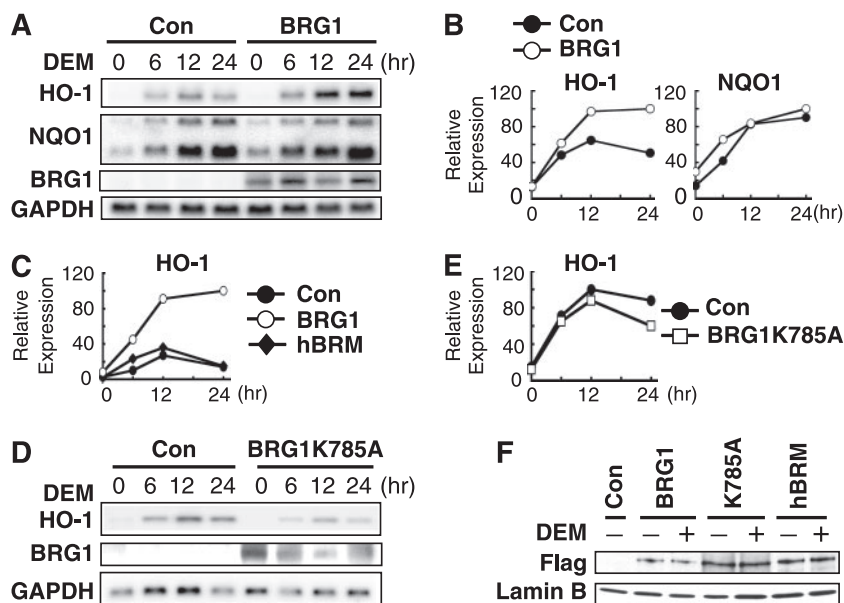 A
Con BRG1
DEM 0 6 12 24 0 6 12 24 (hr)
HO-1
NQO1
BRG1
GAPDH
B
Con
BRG1
HO-1 NQO1
Relative Expression
120
80
40
0
0 12 24
120
80
40
0
0 12 24 (hr)
C
HO-1
Relative Expression
120
80
40
0
0 12 24 (hr)
Con
BRG1
hBRM
E
HO-1
Relative Expression
120
80
40
0
0 12 24 (hr)
Con
BRG1K785A
D
Con BRG1K785A
DEM 0 6 12 24 0 6 12 24 (hr)
HO-1
BRG1
GAPDH
F
Con BRG1 K785A hBRM
DEM − − + − + − +
Flag
Lamin B